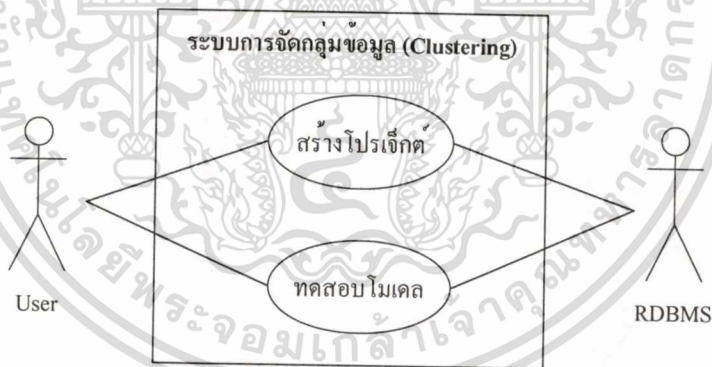 ระบบการจัดกลุ่มข้อมูล (Clustering)
สร้างโปรเจ็กต์
ทดสอบโมเดล
User
RDBMS